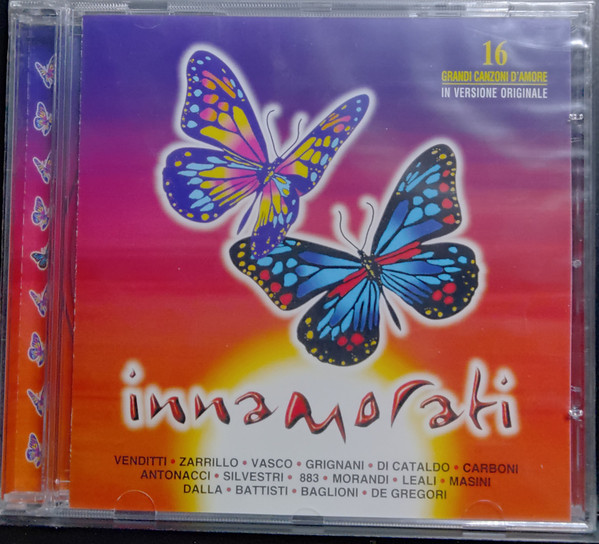 16
GRANDI CANZONI D'AMORE
IN VERSIONE ORIGINALE
innamorati
VENDITTI • ZARRILLO • VASCO • GRIGNANI • DI CATALDO • CARBONI
ANTONACCI • SILVESTRI • 883 • MORANDI • LEALI • MASINI
DALLA • BATTISTI • BAGLIONI • DE GREGORI